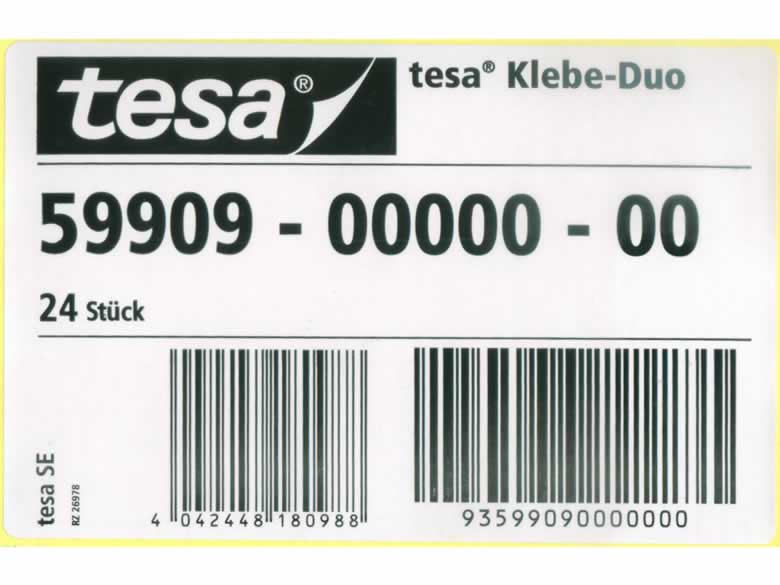 tesa®
tesa® Klebe-Duo
59909 - 00000 - 00
24 Stück
tesa SE
RZ 26978
4 042448 180988
93599090000000